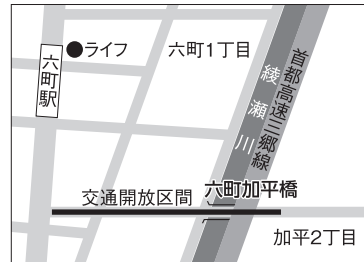 ライフ
六町1丁目
六町駅
綾瀬川
首都高速三郷線
交通開放区間
六町加平橋
加平2丁目